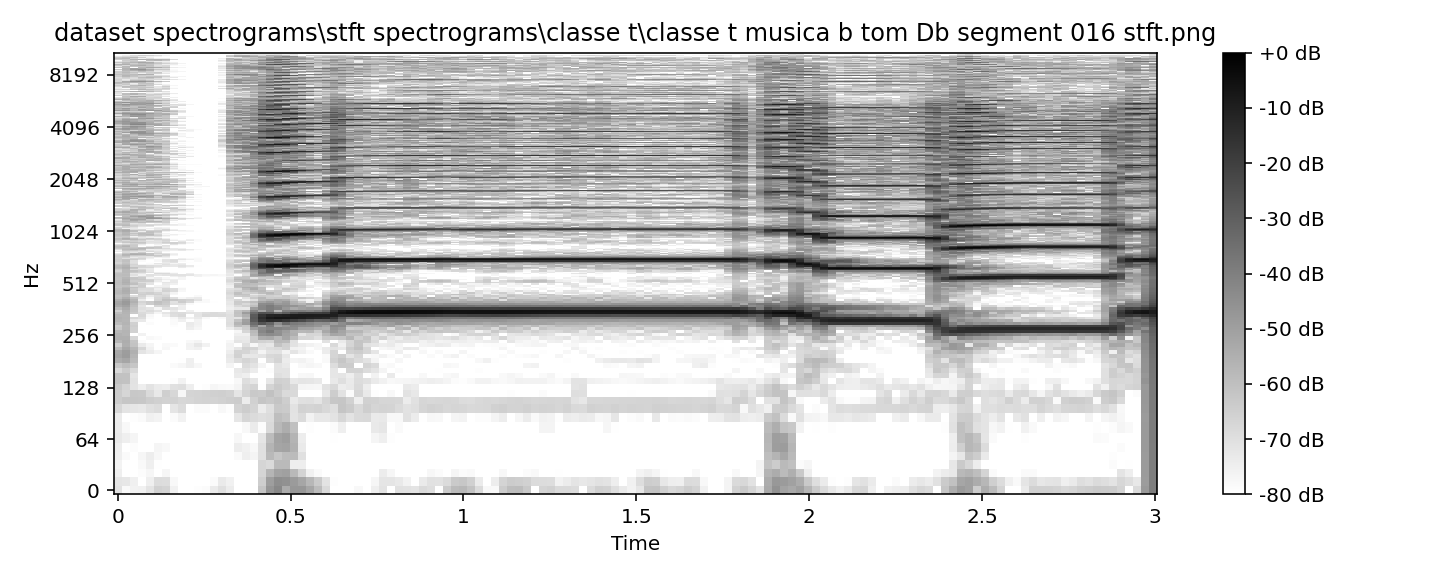 dataset spectrograms\stft spectrograms\classe t\classe t musica b tom Db segment 016 stft.png
8192
4096
2048
1024
512
256
128
64
0
Hz
0
0.5
1
1.5
2
2.5
3
Time
+0 dB
-10 dB
-20 dB
-30 dB
-40 dB
-50 dB
-60 dB
-70 dB
-80 dB